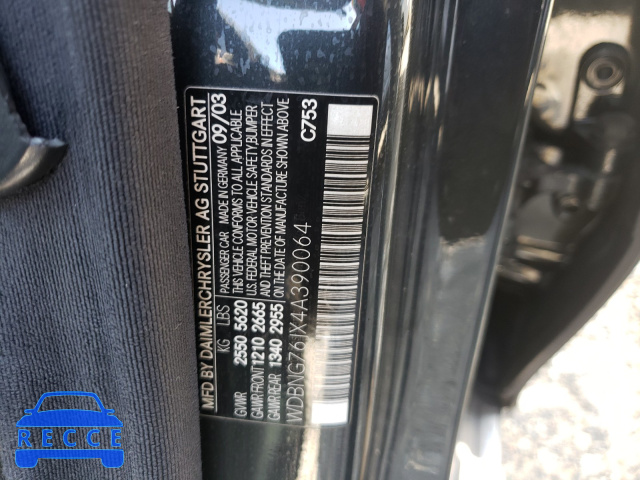 MFD BY DAIMLERCHRYSLER AG STUTTGART
PASSENGER CAR MADE IN GERMANY 09/03
KG LBS THIS VEHICLE CONFORMS TO ALL APPLICABLE
GVWR 2550 5620 U.S. FEDERAL MOTOR VEHICLE SAFETY BUMPER
GAWR FRONT 1210 2665 AND THEFT PREVENTION STANDARDS IN EFFECT
GAWR REAR 1340 2955 ON THE DATE OF MANUFACTURE SHOWN ABOVE
WDBNG76JX4A390064 C753
RECCE